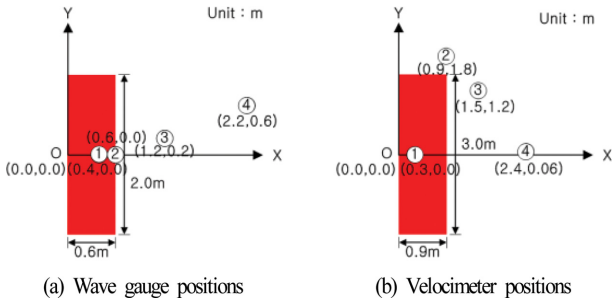 Y
Unit : m
④
(2.2,0.6)
③
(0.6,0.0)
(1.2,0.2)
① ②
O
X
(0.0,0.0)
(0.4,0.0)
2.0m
0.6m
(a) Wave gauge positions
Y
Unit : m
②
(0.9,1.8)
③
(1.5,1.2)
3.0m
O
①
④
X
(0.0,0.0)
(0.3,0.0)
(2.4,0.06)
0.9m
(b) Velocimeter positions